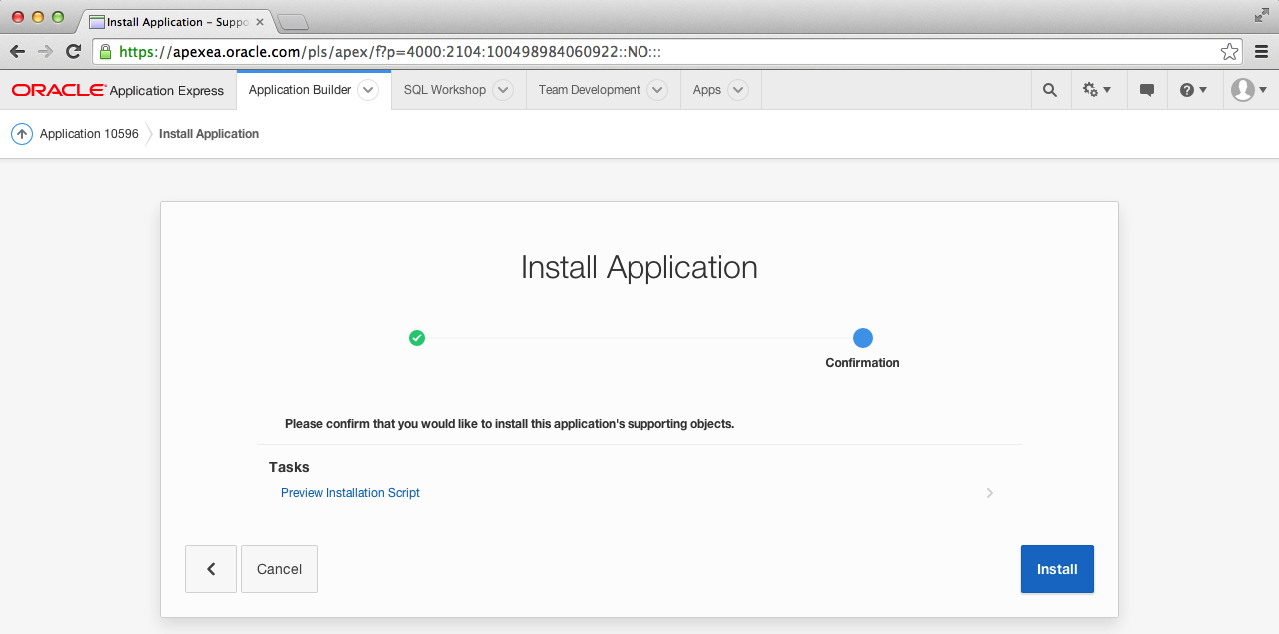 Install Application – Suppo
https://apexea.oracle.com/pls/apex/f?p=4000:2104:100498984060922::NO:::
ORACLE Application Express Application Builder SQL Workshop Team Development Apps
Application 10596 Install Application
Install Application
Confirmation
Please confirm that you would like to install this application's supporting objects.
Tasks
Preview Installation Script
Cancel Install